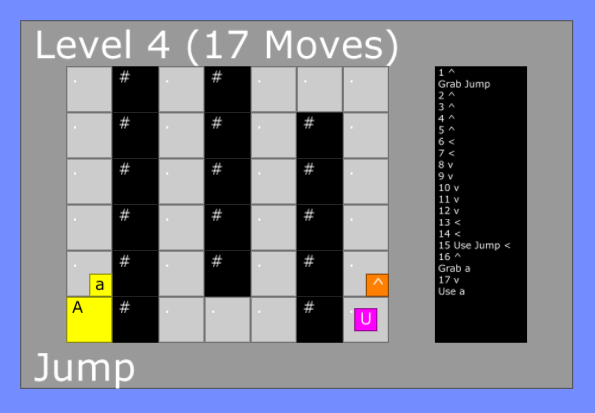 Level 4 (17 Moves)
. # . # . . .
. # . # . # .
. # . # . # .
. # . # . # .
. a # . # . # ^
A # . . . # U
Jump
1 ^
Grab Jump
2 ^
3 ^
4 ^
5 ^
6 <
7 <
8 v
9 v
10 v
11 v
12 v
13 <
14 <
15 Use Jump <
16 ^
Grab a
17 v
Use a